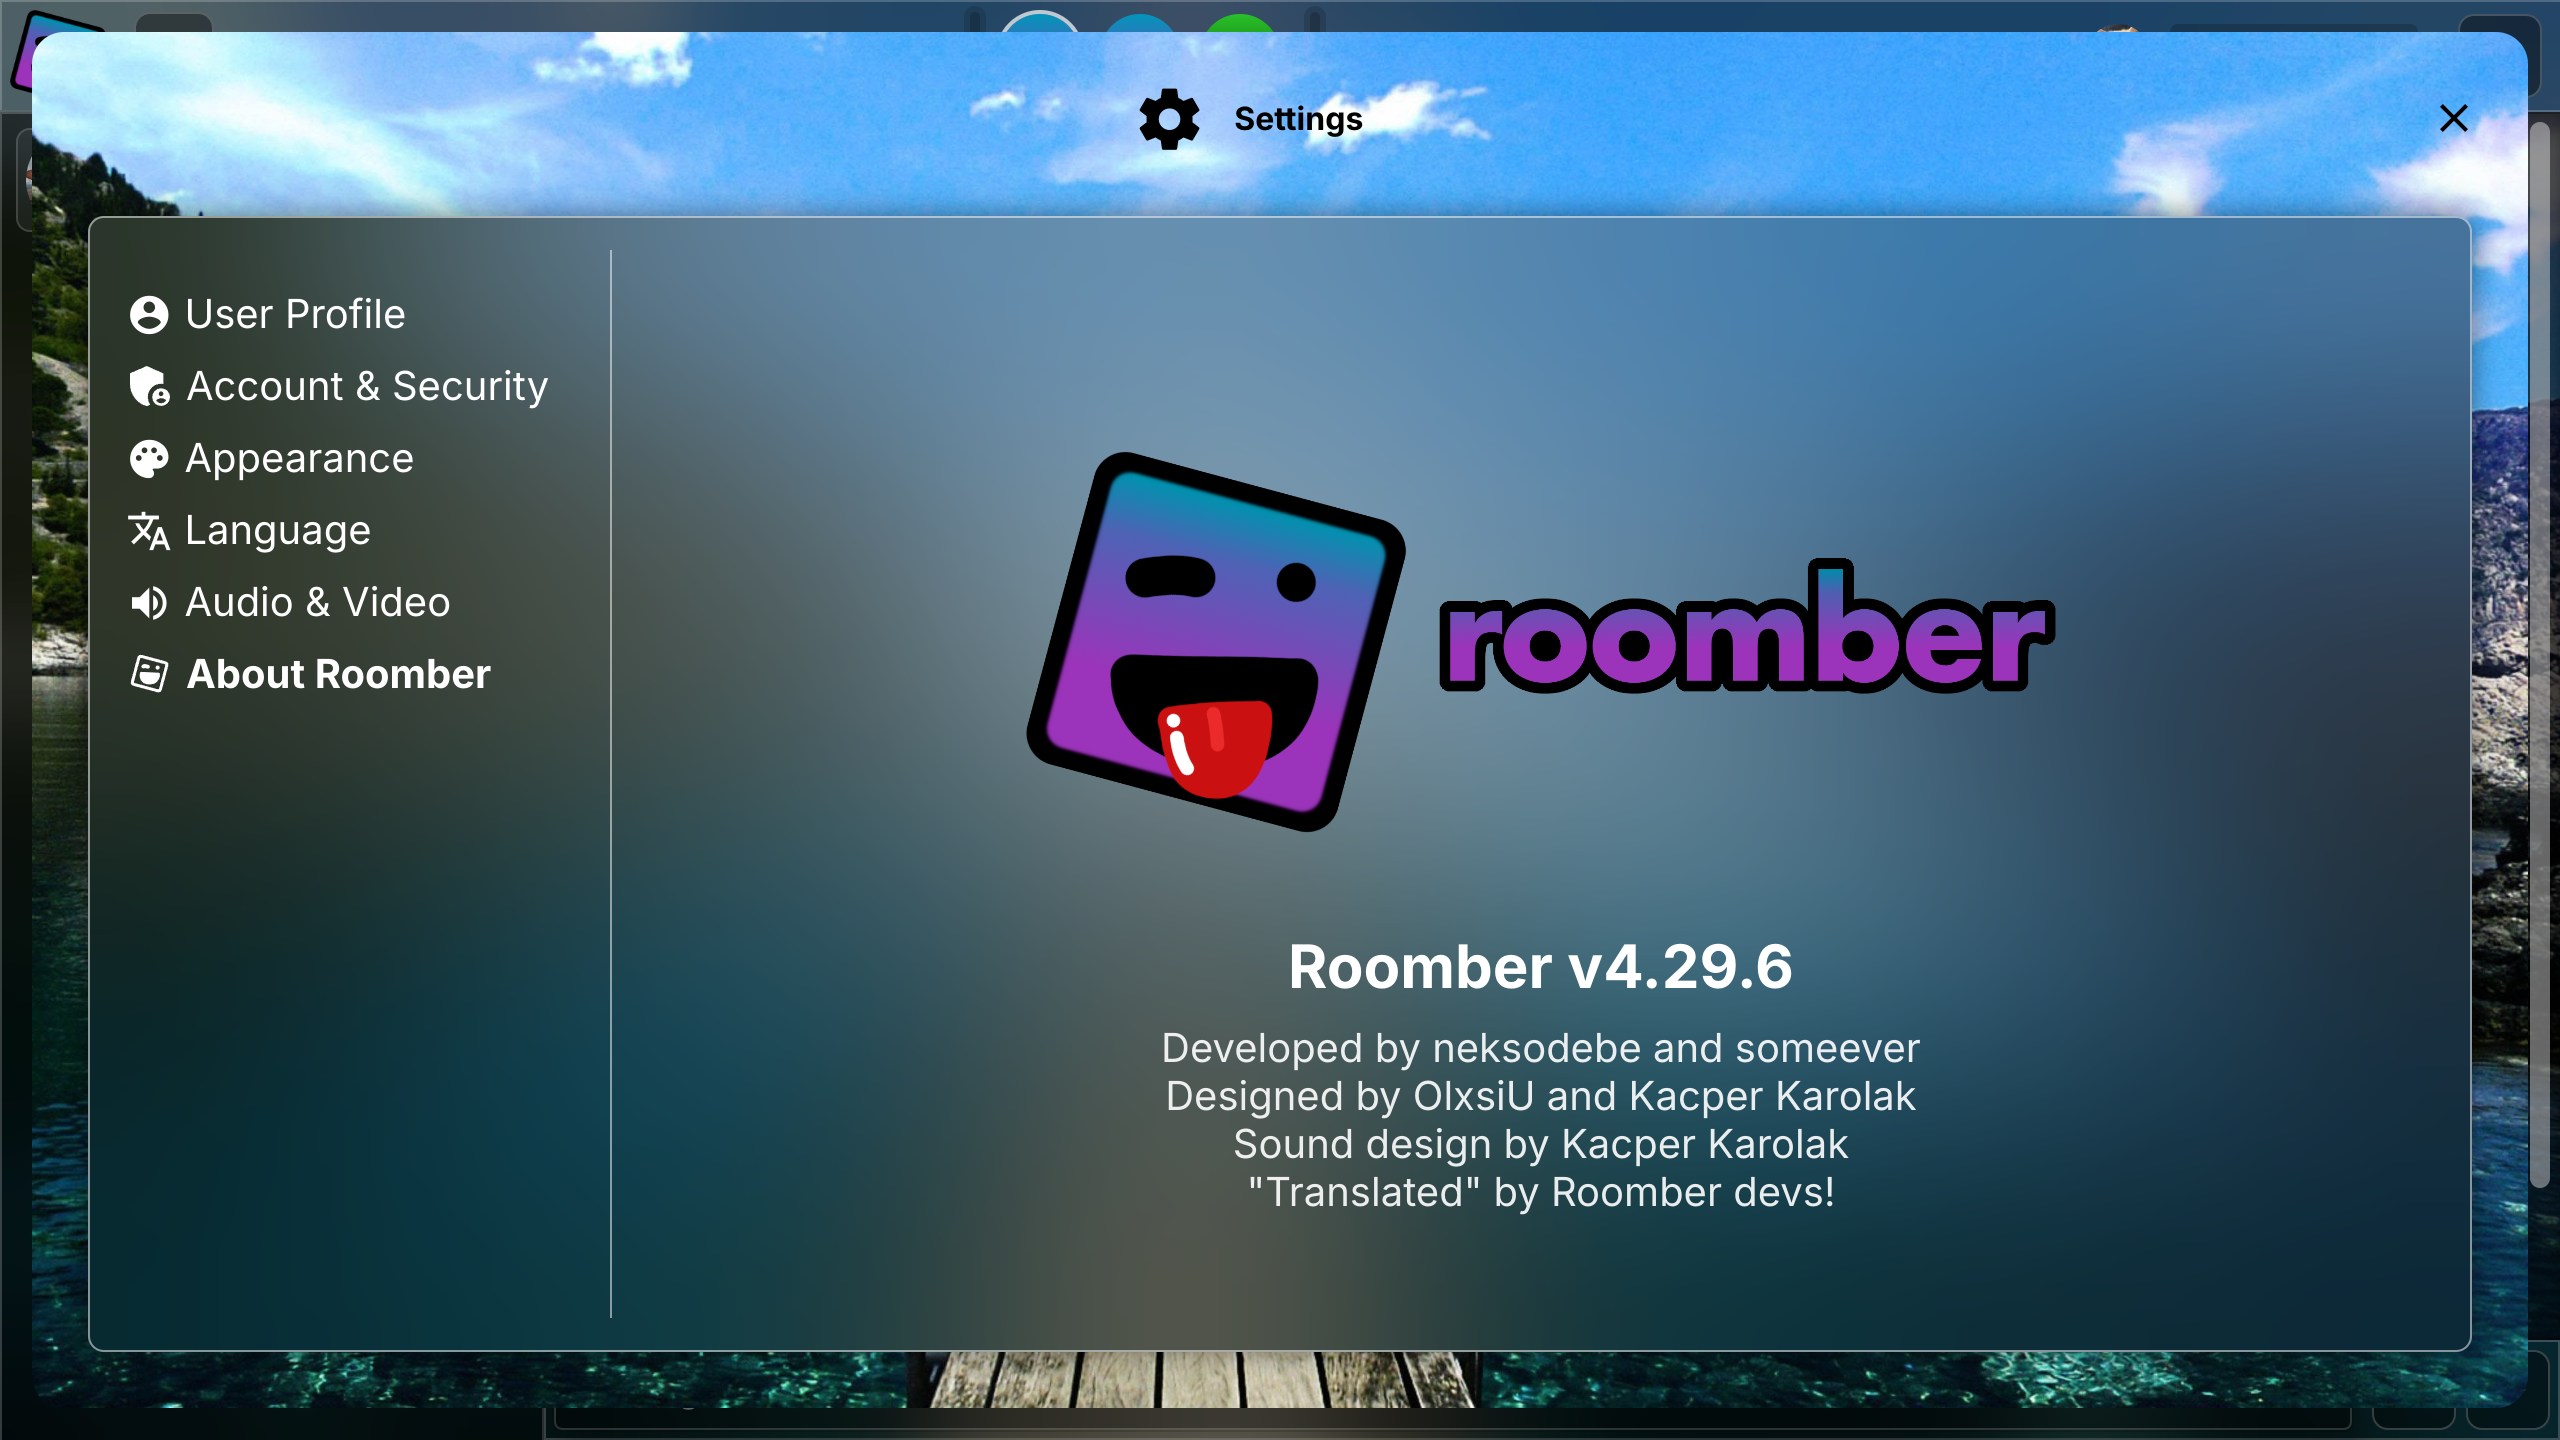 Settings
User Profile
Account & Security
Appearance
Language
Audio & Video
About Roomber
roomber
Roomber v4.29.6
Developed by neksodebe and someever
Designed by OlxsiU and Kacper Karolak
Sound design by Kacper Karolak
"Translated" by Roomber devs!